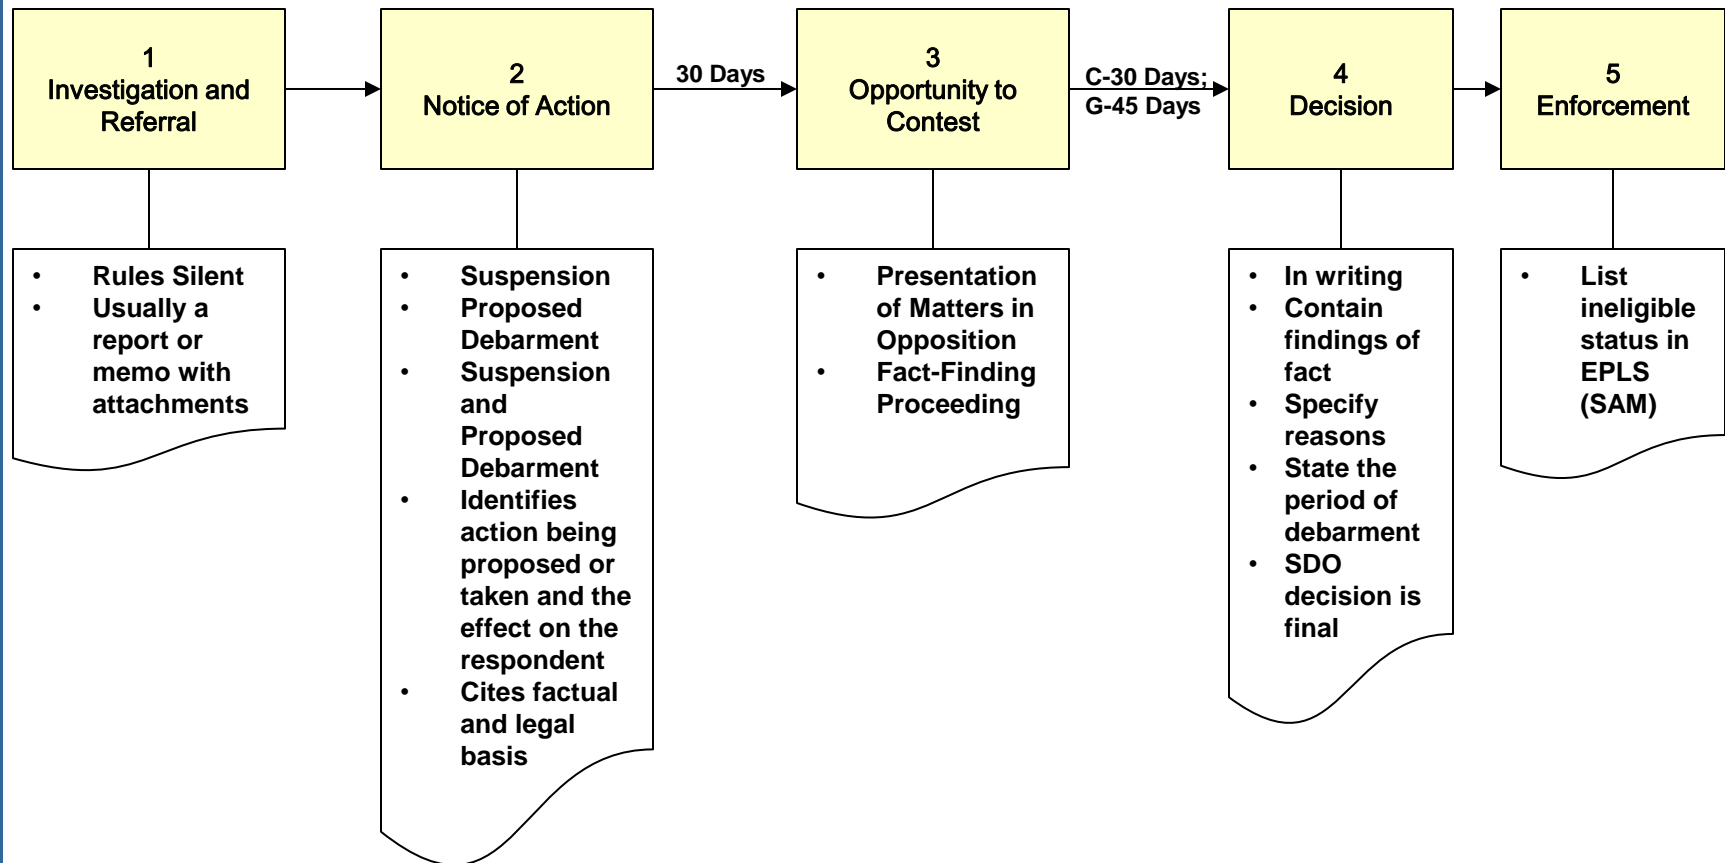 1
Investigation and
Referral
2
Notice of Action
30 Days
3
Opportunity to
Contest
C-30 Days;
G-45 Days
4
Decision
5
Enforcement
• Rules Silent
• Usually a
report or
memo with
attachments
• Suspension
• Proposed
Debarment
• Suspension
and
Proposed
Debarment
• Identifies
action being
proposed or
taken and the
effect on the
respondent
• Cites factual
and legal
basis
• Presentation
of Matters in
Opposition
• Fact-Finding
Proceeding
• In writing
• Contain
findings of
fact
• Specify
reasons
• State the
period of
debarment
• SDO
decision is
final
• List
ineligible
status in
EPLS
(SAM)